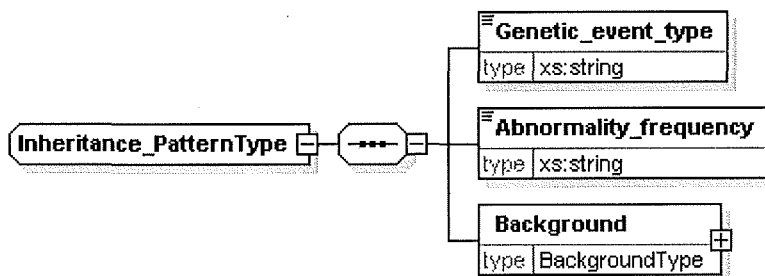 Genetic_event_type
type xs:string
Inheritance_PatternType
Abnormality_frequency
type xs:string
Background
type BackgroundType